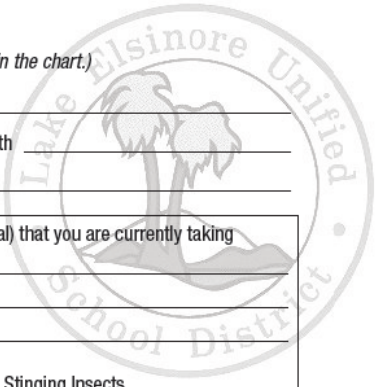 in the chart.)
th
al) that you are currently taking
Stinging Insects
Lake Elsinore Unified
School District